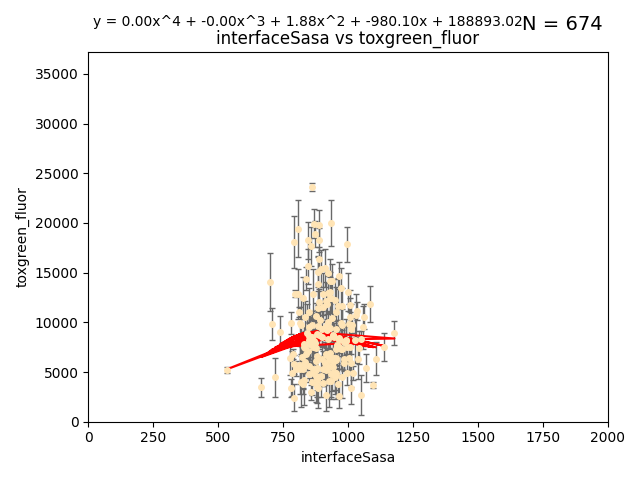 y = 0.00x^4 + -0.00x^3 + 1.88x^2 + -980.10x + 188893.02 N = 674
interfaceSasa vs toxgreen_fluor
35000
30000
25000
20000
15000
10000
5000
0
toxgreen_fluor
0 250 500 750 1000 1250 1500 1750 2000
interfaceSasa